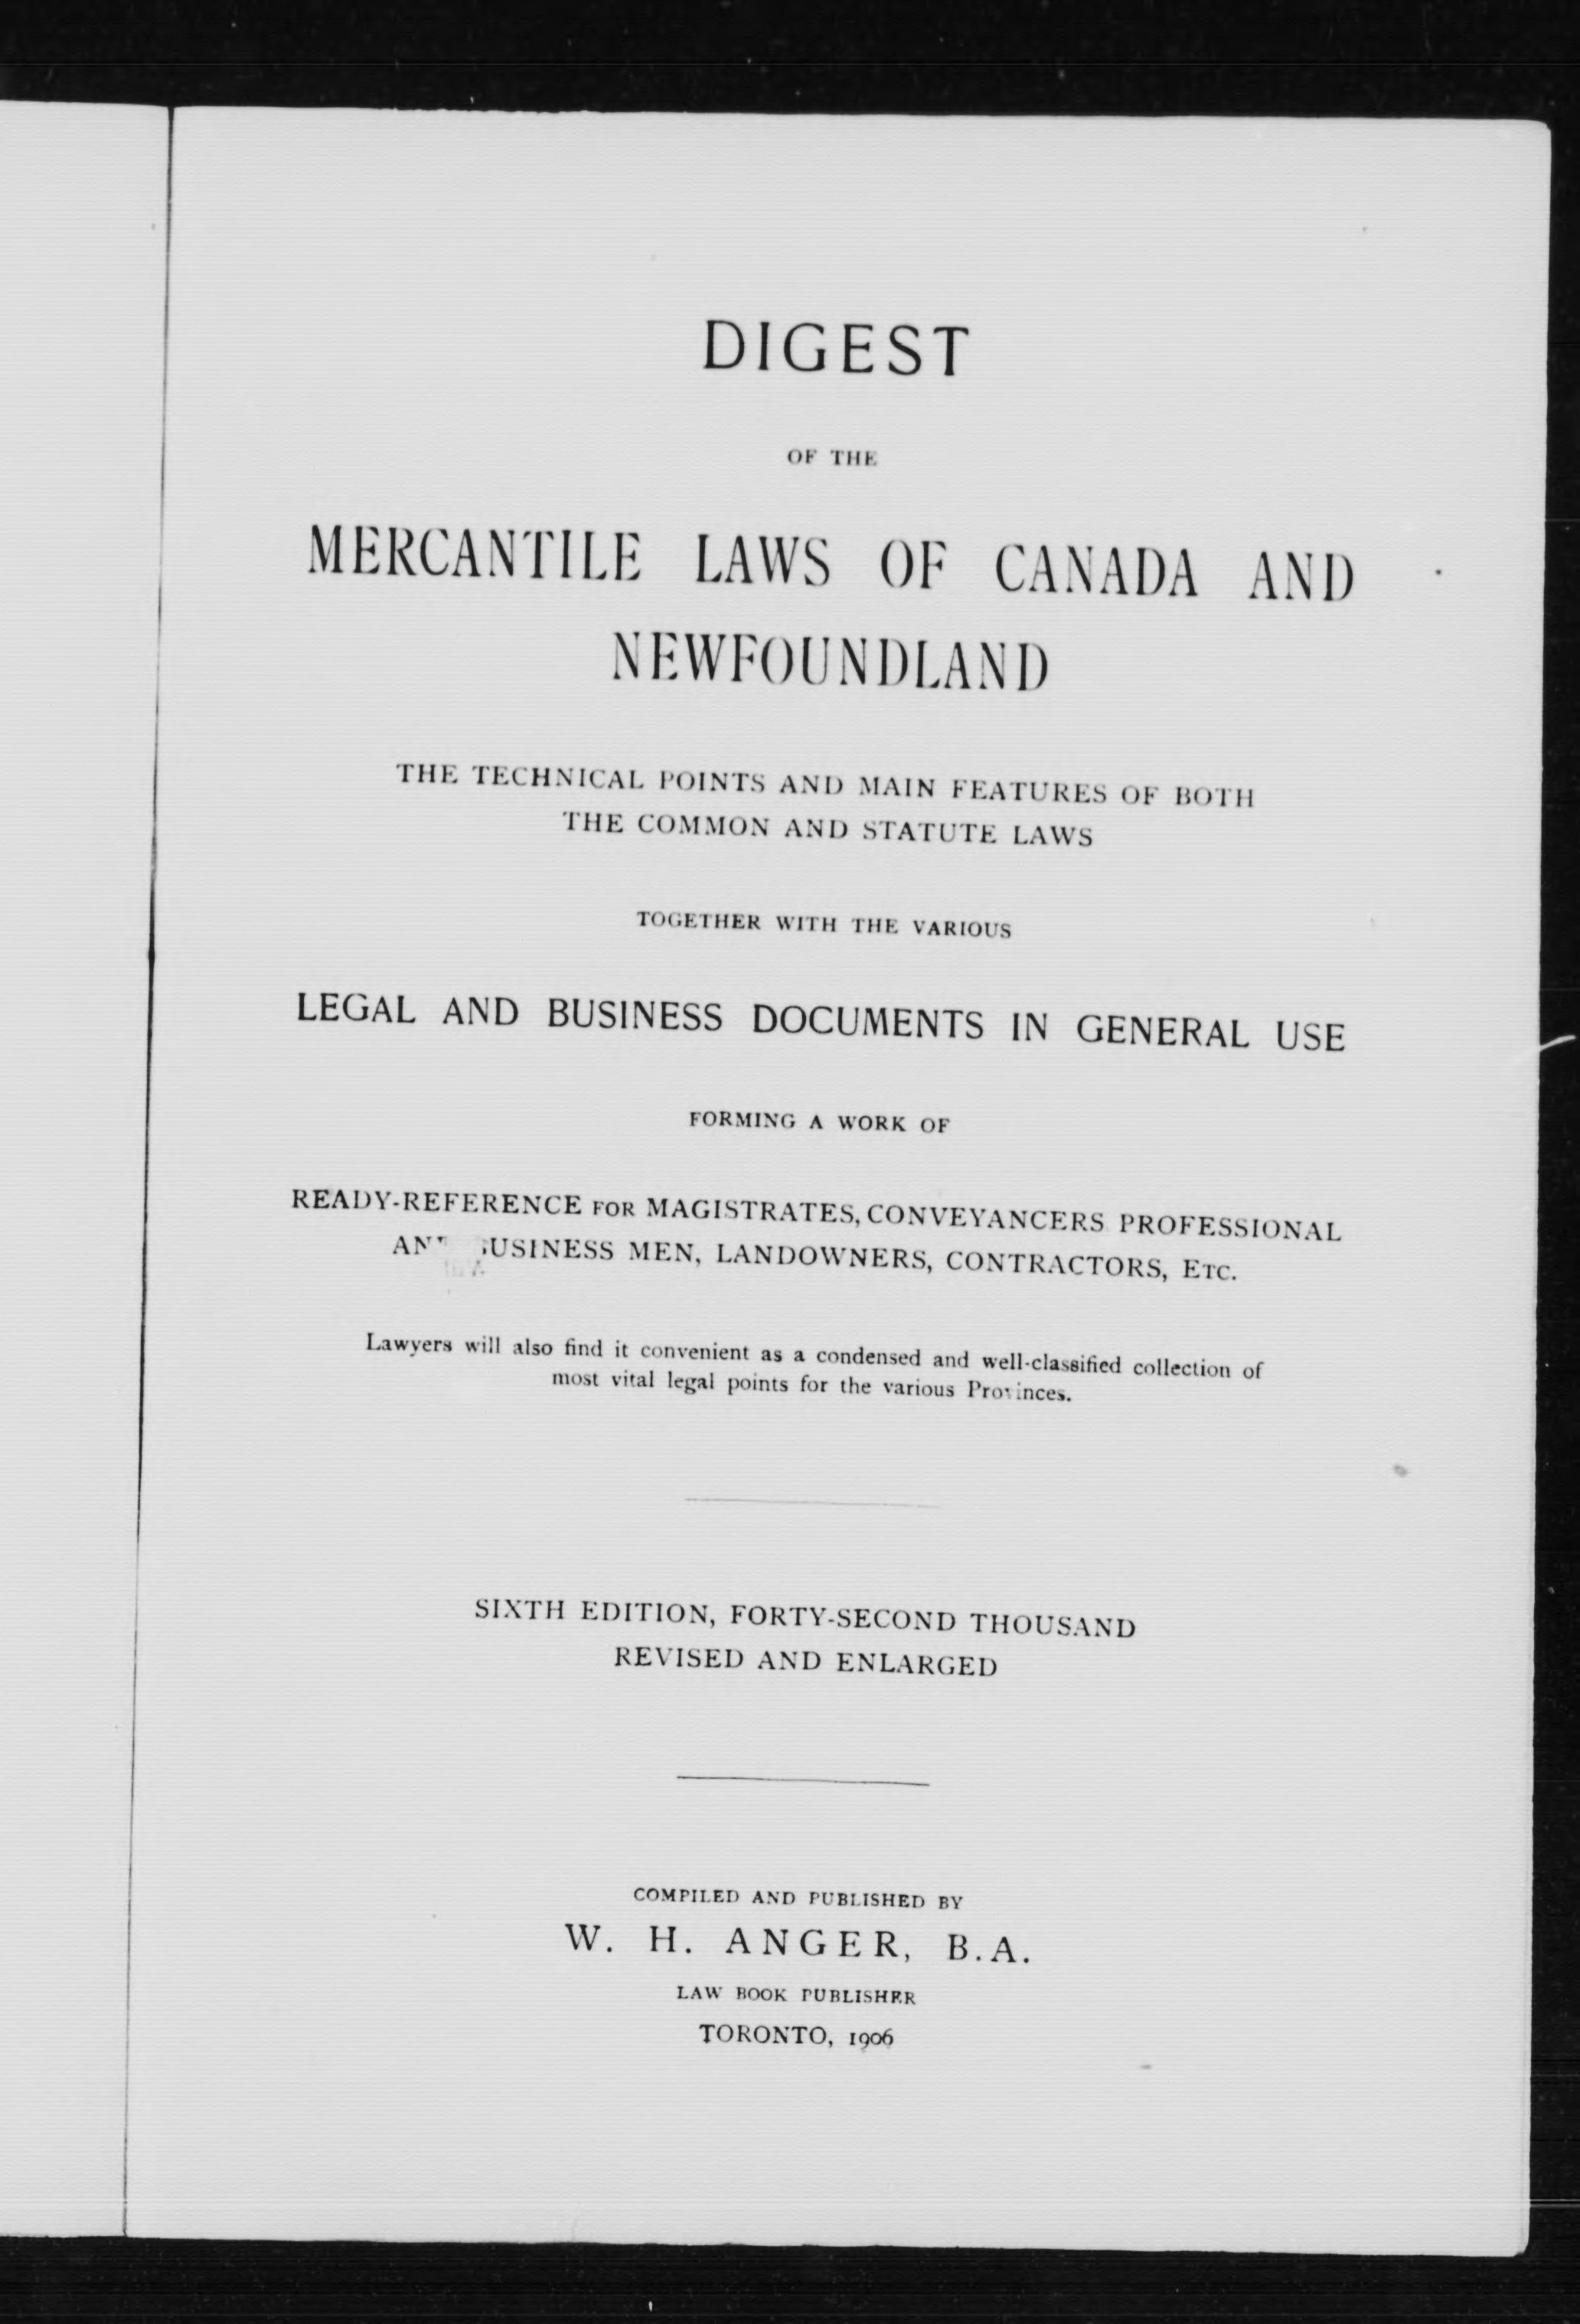 DIGEST
OF THE
MERCANTILE LAWS OF CANADA AND
NEWFOUNDLAND
THE TECHNICAL POINTS AND MAIN FEATURES OF BOTH
THE COMMON AND STATUTE LAWS
TOGETHER WITH THE VARIOUS
LEGAL AND BUSINESS DOCUMENTS IN GENERAL USE
FORMING A WORK OF
READY-REFERENCE FOR MAGISTRATES, CONVEYANCERS PROFESSIONAL
AND BUSINESS MEN, LANDOWNERS, CONTRACTORS, ETC.
Lawyers will also find it convenient as a condensed and well-classified collection of
most vital legal points for the various Provinces.
SIXTH EDITION, FORTY-SECOND THOUSAND
REVISED AND ENLARGED
COMPILED AND PUBLISHED BY
W. H. ANGER, B.A.
LAW BOOK PUBLISHER
TORONTO, 1906